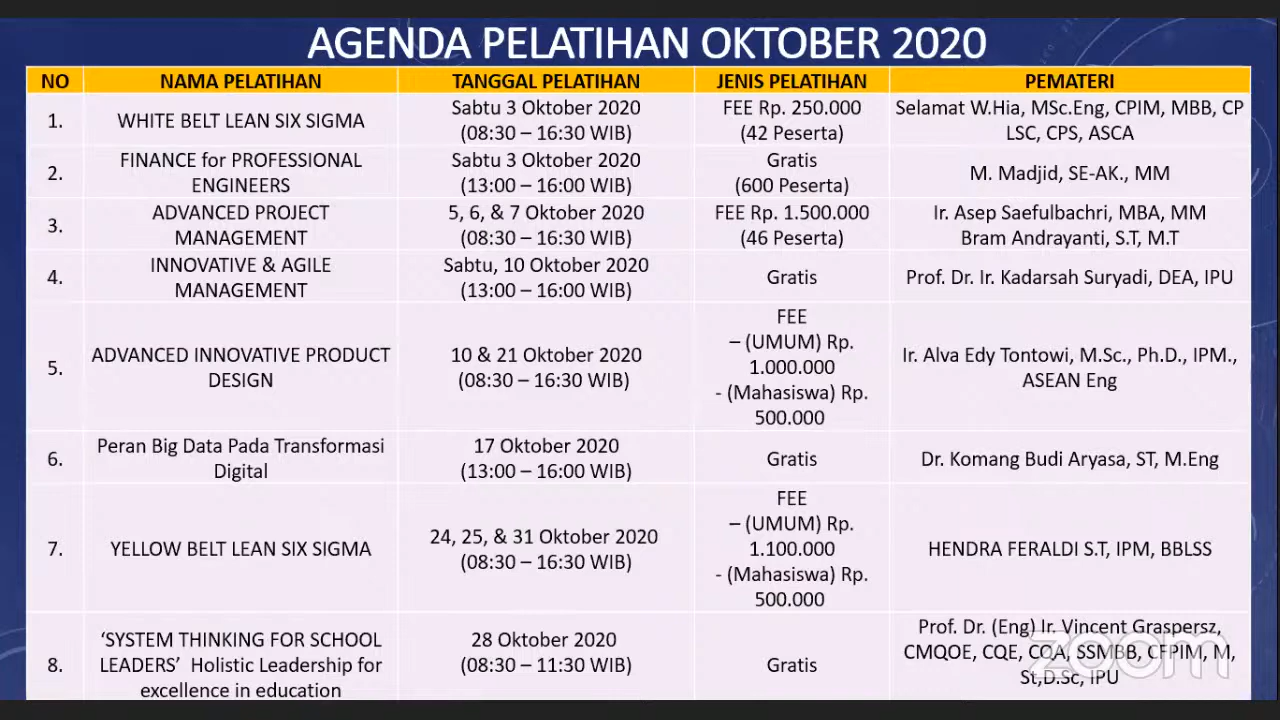 AGENDA PELATIHAN OKTOBER 2020
NO NAMA PELATIHAN TANGGAL PELATIHAN JENIS PELATIHAN PEMATERI
1. WHITE BELT LEAN SIX SIGMA
Sabtu 3 Oktober 2020
(08:30 – 16:30 WIB)
FEE Rp. 250.000
(42 Peserta)
Selamat W.Hia, MSc.Eng, CPIM, MBB, CP
LSC, CPS, ASCA
2. FINANCE for PROFESSIONAL
ENGINEERS
Sabtu 3 Oktober 2020
(13:00 – 16:00 WIB)
Gratis
(600 Peserta)
M. Madjid, SE-AK., MM
3. ADVANCED PROJECT
MANAGEMENT
5, 6, & 7 Oktober 2020
(08:30 – 16:30 WIB)
FEE Rp. 1.500.000
(46 Peserta)
Ir. Asep Saefulbachri, MBA, MM
Bram Andrayanti, S.T, M.T
4. INNOVATIVE & AGILE
MANAGEMENT
Sabtu, 10 Oktober 2020
(13:00 – 16:00 WIB)
Gratis
Prof. Dr. Ir. Kadarsah Suryadi, DEA, IPU
5. ADVANCED INNOVATIVE PRODUCT
DESIGN
10 & 21 Oktober 2020
(08:30 – 16:30 WIB)
FEE
– (UMUM) Rp.
1.000.000
- (Mahasiswa) Rp.
500.000
Ir. Alva Edy Tontowi, M.Sc., Ph.D., IPM.,
ASEAN Eng
6. Peran Big Data Pada Transformasi
Digital
17 Oktober 2020
(13:00 – 16:00 WIB)
Gratis
Dr. Komang Budi Aryasa, ST, M.Eng
7. YELLOW BELT LEAN SIX SIGMA
24, 25, & 31 Oktober 2020
(08:30 – 16:30 WIB)
FEE
– (UMUM) Rp.
1.100.000
- (Mahasiswa) Rp.
500.000
HENDRA FERALDI S.T, IPM, BBLSS
8. ‘SYSTEM THINKING FOR SCHOOL
LEADERS’ Holistic Leadership for
excellence in education
28 Oktober 2020
(08:30 – 11:30 WIB)
Gratis
Prof. Dr. (Eng) Ir. Vincent Graspersz,
CMQOE, CQE, CQA, SSMBB, CFPIM, M,
St,D.Sc, IPU
zoom